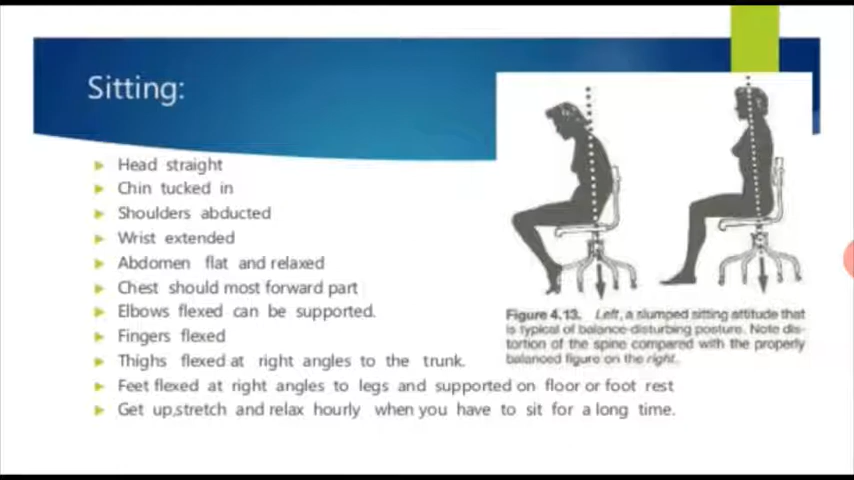 Sitting:
Head straight
Chin tucked in
Shoulders abducted
Wrist extended
Abdomen flat and relaxed
Chest should most forward part
Elbows flexed can be supported.
Fingers flexed
Thighs flexed at right angles to the trunk.
Feet flexed at right angles to legs and supported on floor or foot rest
Get up,stretch and relax hourly when you have to sit for a long time.
Figure 4.13. Left, a slumped sitting attitude that
is typical of balance-disturbing posture. Note dis-
tortion of the spine compared with the properly
balanced figure on the right.